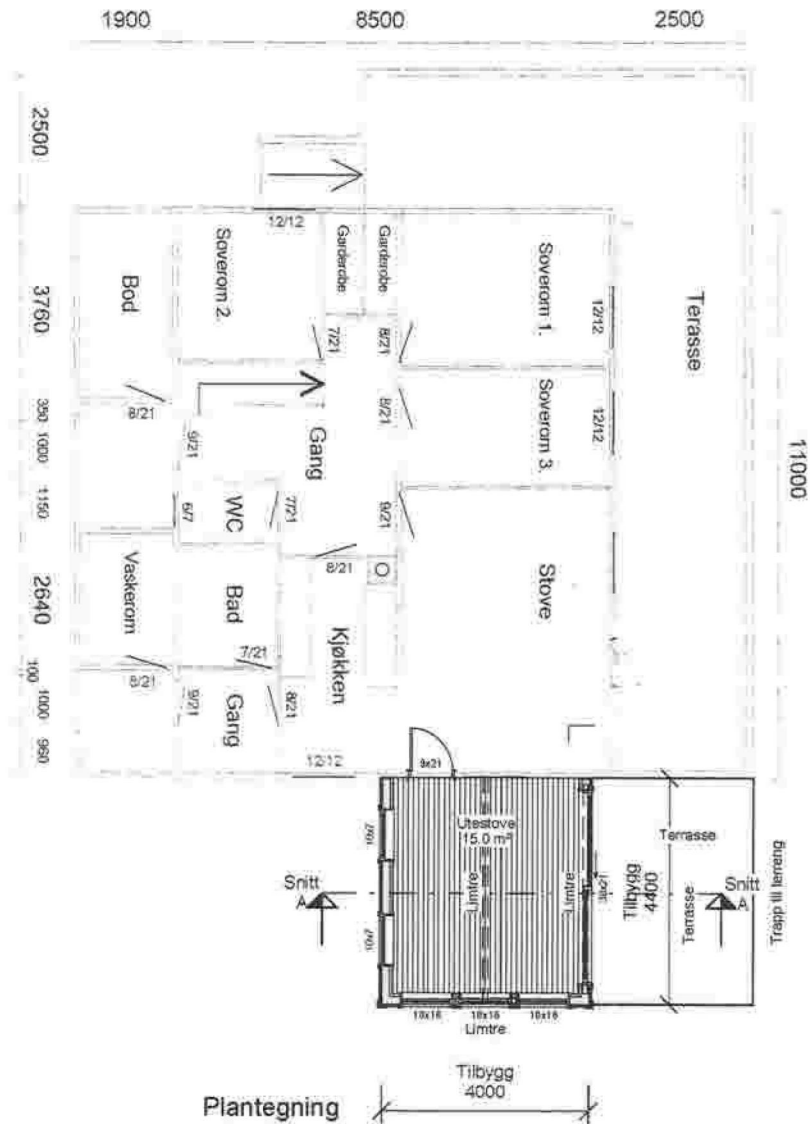 1900
8500
2500
2500
3760
350
1000
1150
2640
100
1000
960
11000
12/12
Bod
Soverom 2.
Garderobe
Garderobe
Soverom 1.
12/12
Terasse
7/21
8/21
8/21
9/21
Gang
8/21
Soverom 3.
12/12
WC
7/21
9/21
Stove
8/21
Vaskerom
Bad
Kjøkken
7/21
8/21
9/21
Gang
8/21
12/12
9x21
Utestove
15.0 m²
Limtre
Limtre
Terrasse
4400
Tilbygg
Terrasse
Trapp til terreng
Snitt
A
Snitt
A
10x16
10x16
10x16
Limtre
Tilbygg
4000
Plantegning